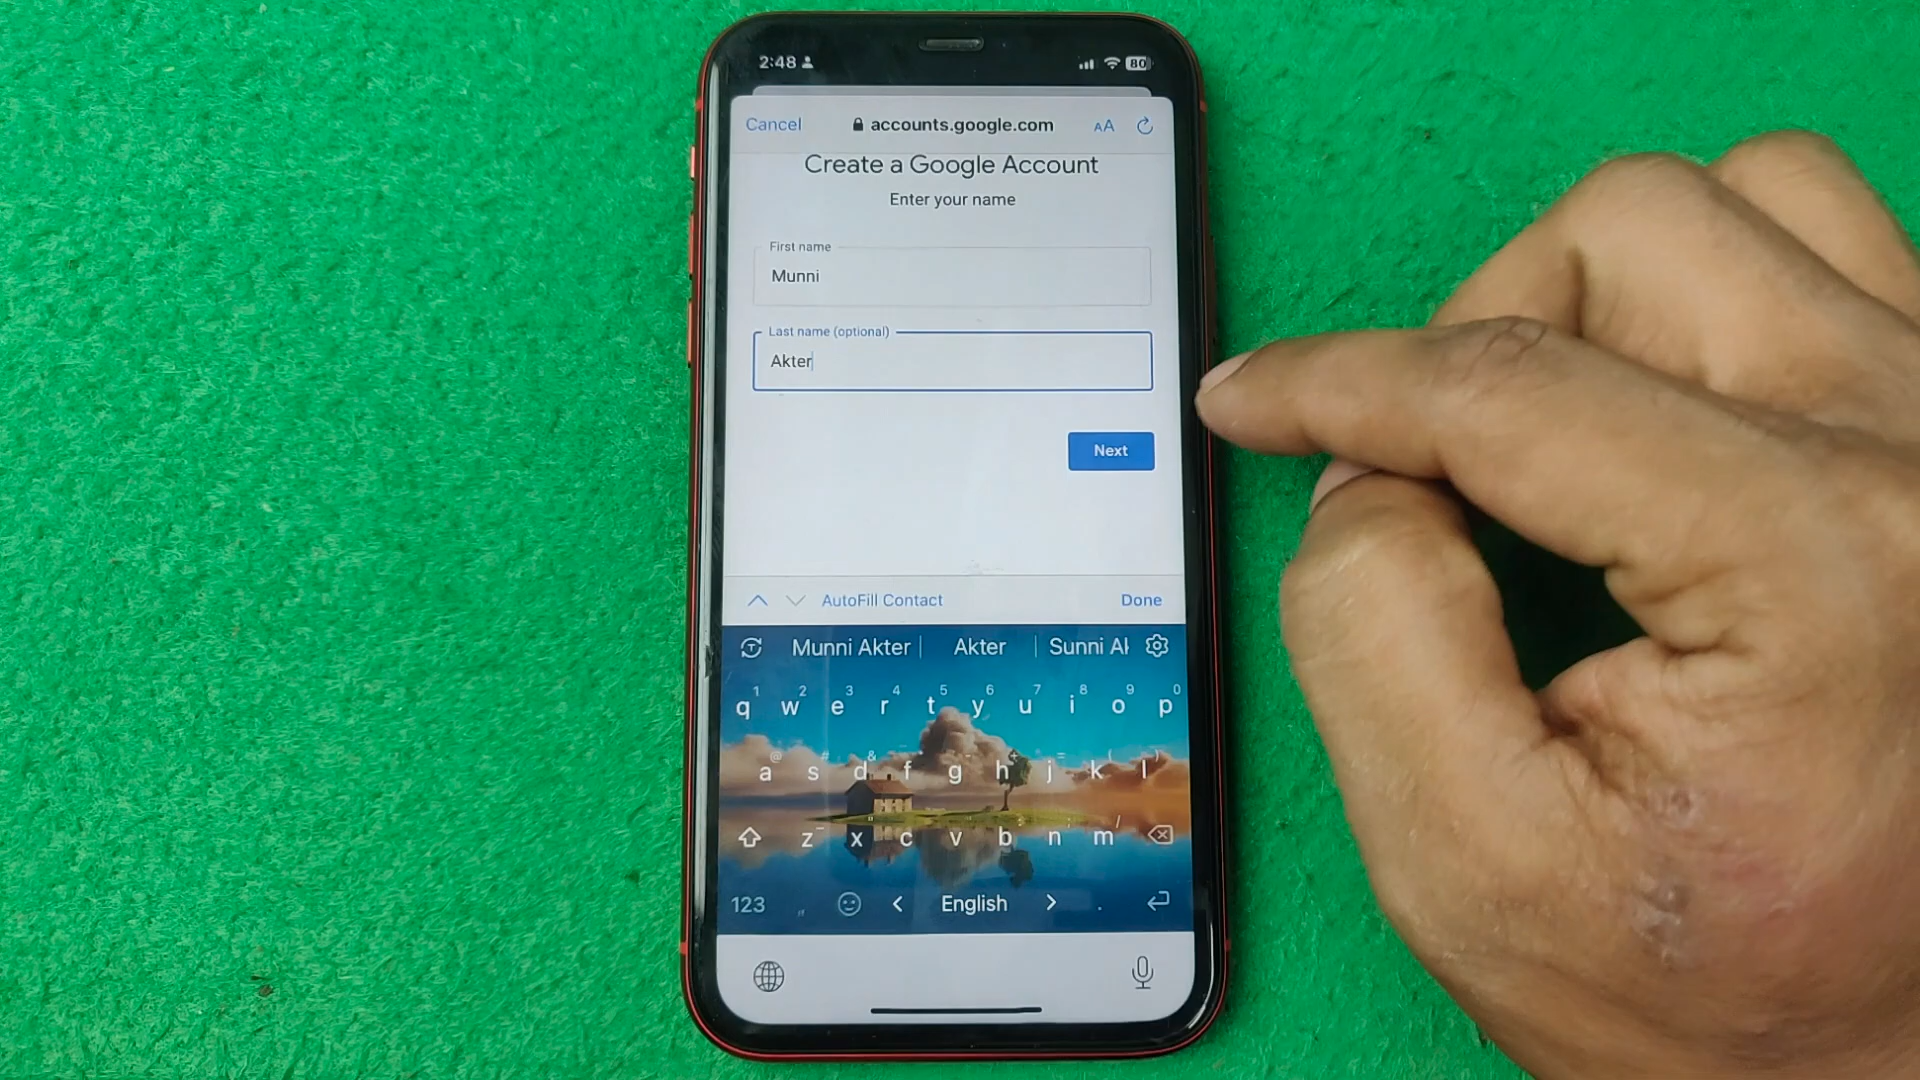 2:48
80
Cancel accounts.google.com AA
Create a Google Account
Enter your name
First name
Munni
Last name (optional)
Akter
Next
AutoFill Contact Done
Munni Akter Akter Sunni Ak
1 2 3 4 5 6 7 8 9 0
q w e r t y u i o p
a s d f g h j k l
z x c v b n m
123 , < English > .